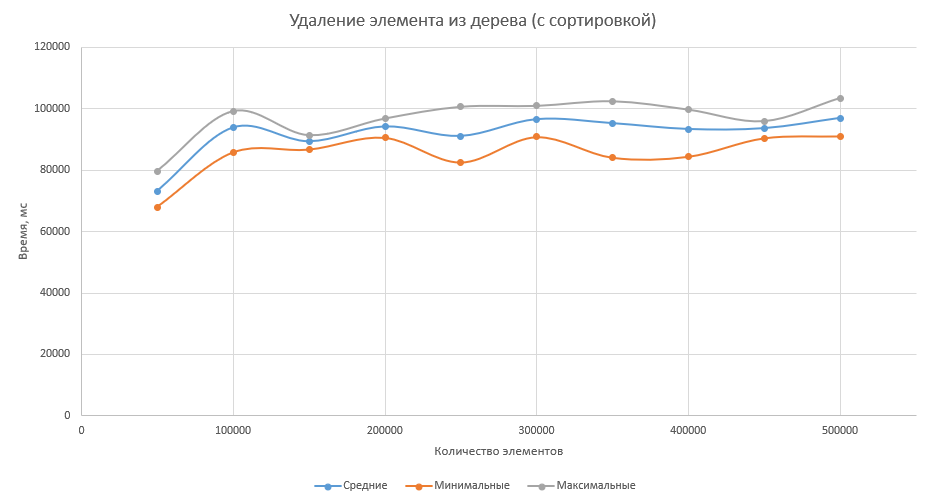 Удаление элемента из дерева (с сортировкой)
120000
100000
80000
60000
40000
20000
0
Время, мс
0 100000 200000 300000 400000 500000
Количество элементов
Средние Минимальные Максимальные